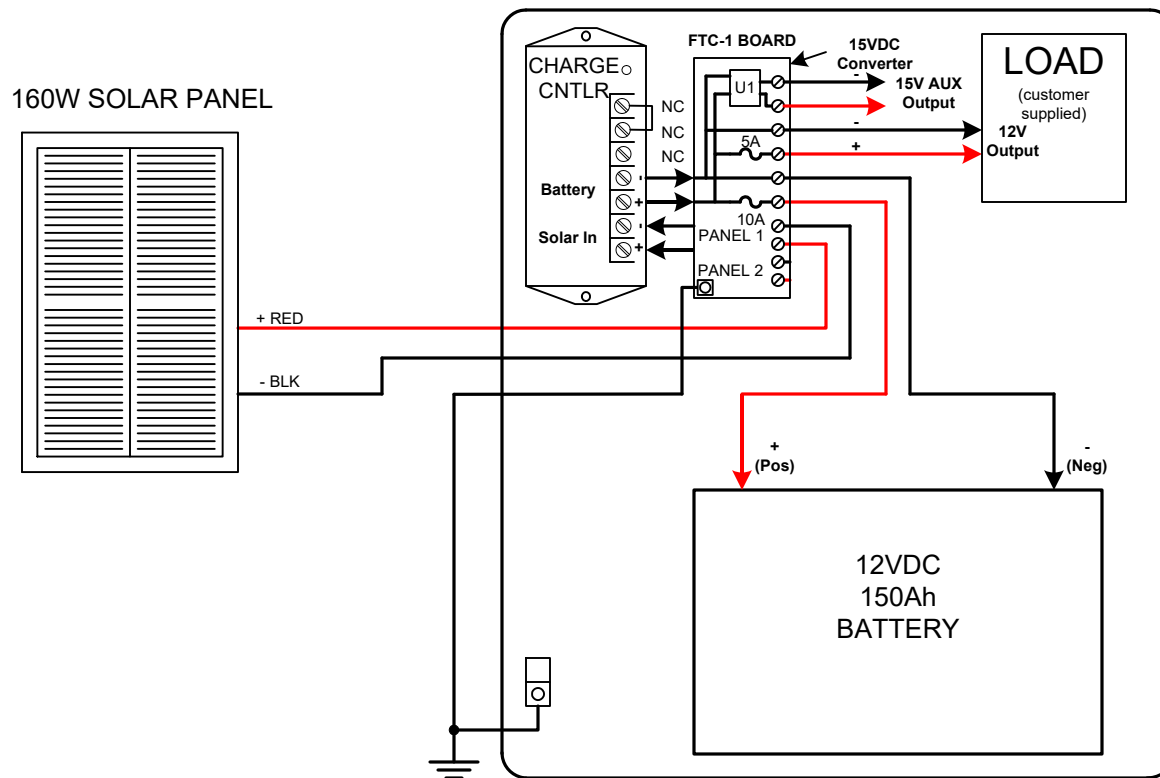 160W SOLAR PANEL
+ RED
- BLK
CHARGE
CNTLR
NC
NC
NC
Battery
-
+
Solar In
-
+
FTC-1 BOARD
15VDC
Converter
U1
-
15V AUX
Output
-
5A
+
10A
PANEL 1
PANEL 2
LOAD
(customer
supplied)
12V
Output
+
(Pos)
-
(Neg)
12VDC
150Ah
BATTERY